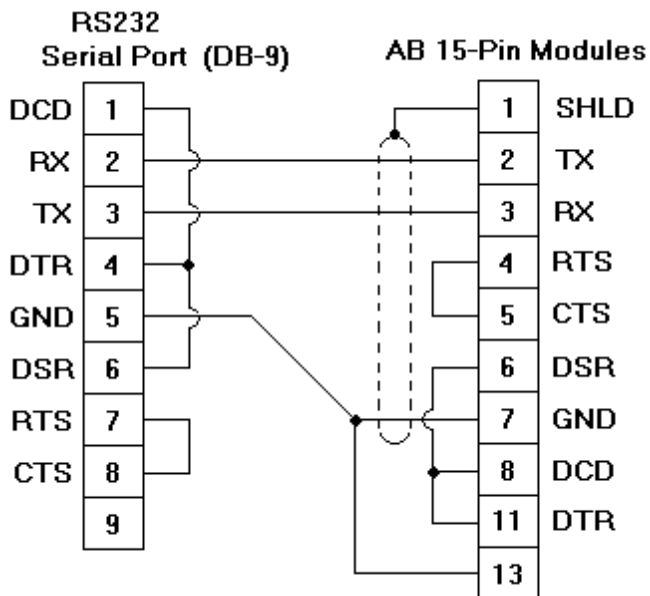 RS232
Serial Port (DB-9)
AB 15-Pin Modules
DCD 1
RX 2
TX 3
DTR 4
GND 5
DSR 6
RTS 7
CTS 8
9
1 SHLD
2 TX
3 RX
4 RTS
5 CTS
6 DSR
7 GND
8 DCD
11 DTR
13